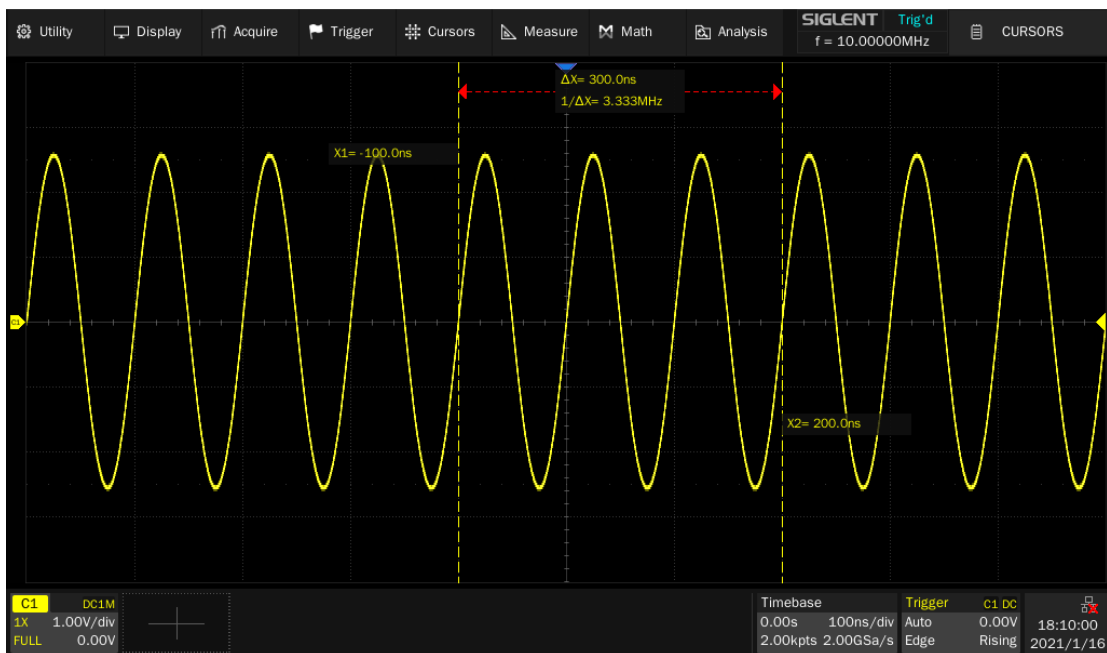 Utility Display Acquire Trigger Cursors Measure Math Analysis SIGLENT Trig'd CURSORS
f = 10.00000MHz
ΔX= 300.0ns
1/ΔX= 3.333MHz
X1= -100.0ns
C1
X2= 200.0ns
C1 DC1M
1X 1.00V/div
FULL 0.00V
Timebase
0.00s 100ns/div
2.00kpts 2.00GSa/s
Trigger C1 DC
Auto 0.00V
Edge Rising
18:10:00
2021/1/16